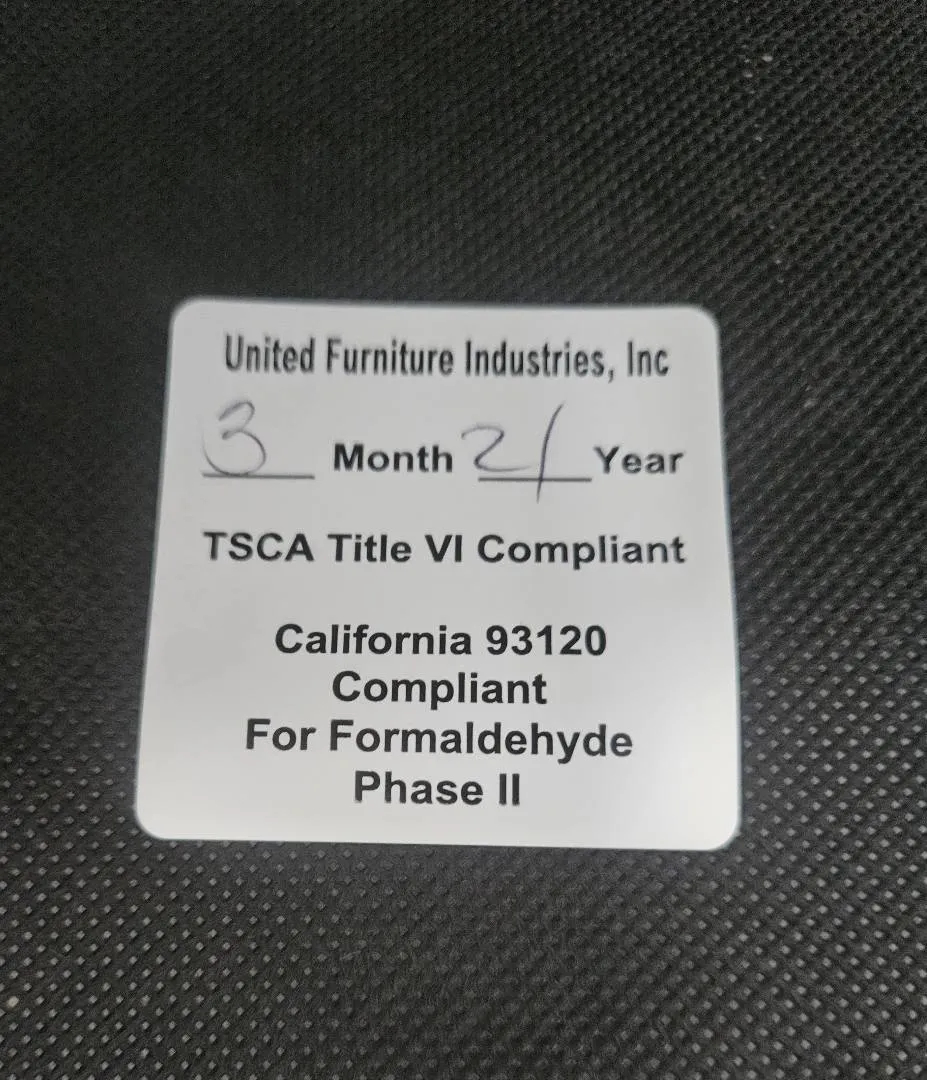 United Furniture Industries, Inc
3 Month 21 Year
TSCA Title VI Compliant
California 93120
Compliant
For Formaldehyde
Phase II